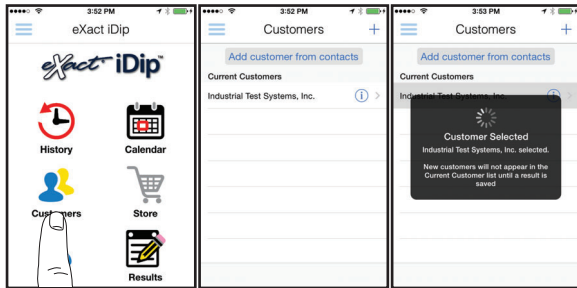 3:52 PM
eXact iDip
eXact iDip™
History
Calendar
Customers
Store
Results
3:52 PM
Customers +
Add customer from contacts
Current Customers
Industrial Test Systems, Inc.
3:53 PM
Customers +
Add customer from contacts
Current Customers
Industrial Test Systems, Inc.
Customer Selected
Industrial Test Systems, Inc. selected.
New customers will not appear in the
Current Customer list until a result is
saved